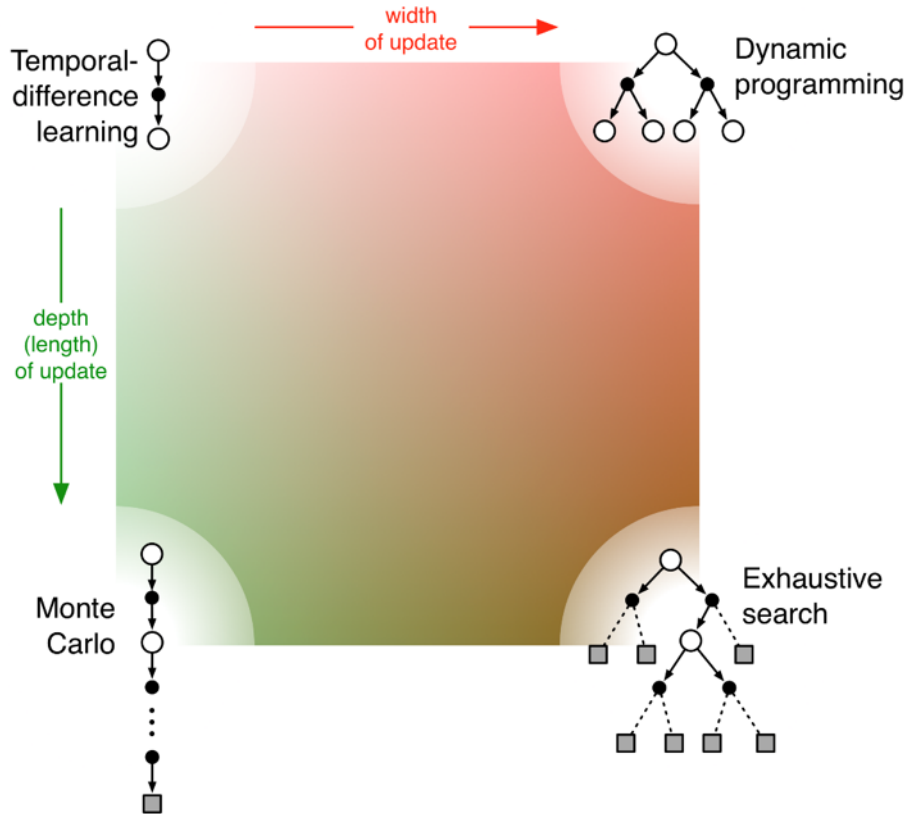 width
of update
Temporal-
difference
learning
Dynamic
programming
depth
(length)
of update
Monte
Carlo
Exhaustive
search